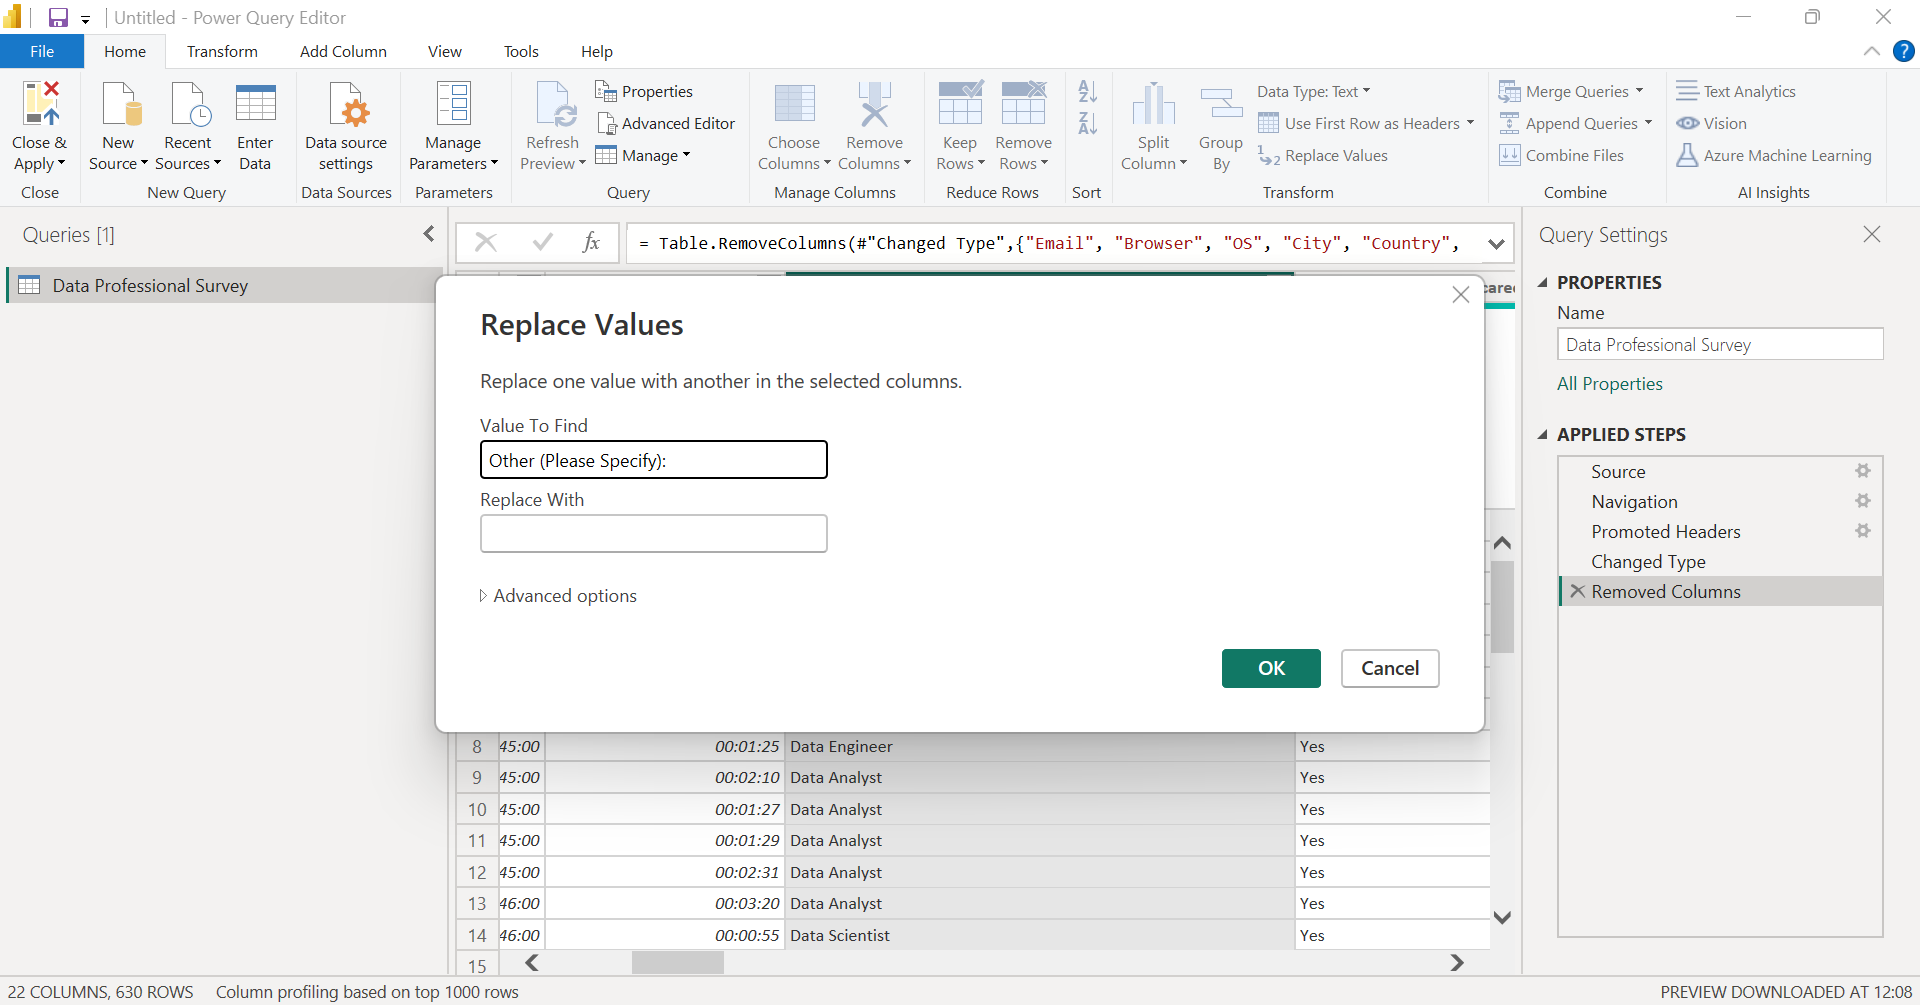 Untitled - Power Query Editor
File Home Transform Add Column View Tools Help ?
Close & Apply
New Source
Recent Sources
Enter Data
Data source settings
Manage Parameters
Refresh Preview
Properties
Advanced Editor
Manage
Choose Columns
Remove Columns
Keep Rows
Remove Rows
A Z
Z A
Split Column
Group By
Data Type: Text
Use First Row as Headers
1 2 Replace Values
Merge Queries
Append Queries
Combine Files
Text Analytics
Vision
Azure Machine Learning
Close New Query Data Sources Parameters Query Manage Columns Reduce Rows Sort Transform Combine AI Insights
Queries [1]
Data Professional Survey
fx = Table.RemoveColumns(#"Changed Type",{"Email", "Browser", "OS", "City", "Country",
Replace Values
Replace one value with another in the selected columns.
Value To Find
Other (Please Specify):
Replace With
Advanced options
OK Cancel
8 45:00 00:01:25 Data Engineer Yes
9 45:00 00:02:10 Data Analyst Yes
10 45:00 00:01:27 Data Analyst Yes
11 45:00 00:01:29 Data Analyst Yes
12 45:00 00:02:31 Data Analyst Yes
13 46:00 00:03:20 Data Analyst Yes
14 46:00 00:00:55 Data Scientist Yes
15
Query Settings
PROPERTIES
Name
Data Professional Survey
All Properties
APPLIED STEPS
Source
Navigation
Promoted Headers
Changed Type
Removed Columns
22 COLUMNS, 630 ROWS Column profiling based on top 1000 rows PREVIEW DOWNLOADED AT 12:08